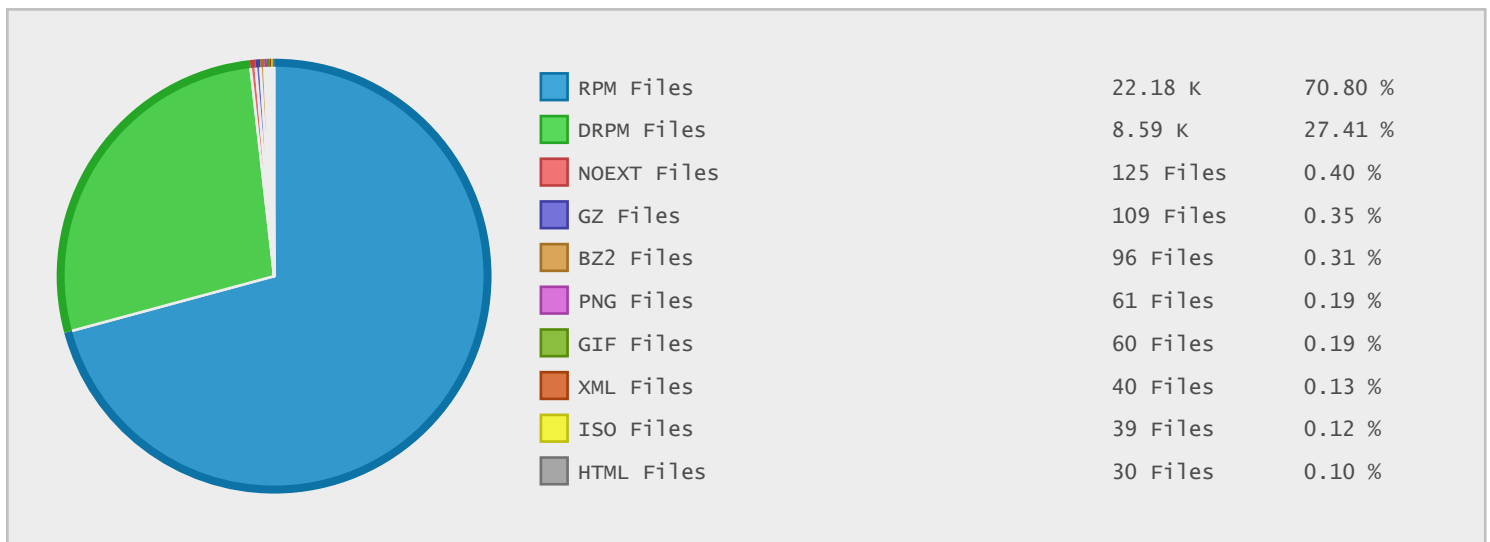 RPM Files 22.18 K 70.80 %
DRPM Files 8.59 K 27.41 %
NOEXT Files 125 Files 0.40 %
GZ Files 109 Files 0.35 %
BZ2 Files 96 Files 0.31 %
PNG Files 61 Files 0.19 %
GIF Files 60 Files 0.19 %
XML Files 40 Files 0.13 %
ISO Files 39 Files 0.12 %
HTML Files 30 Files 0.10 %